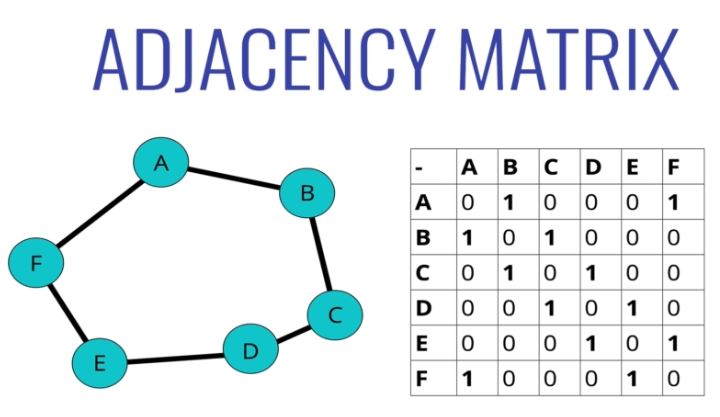 ADJACENCY MATRIX
A
B
F
C
D
E
- A B C D E F
A 0 1 0 0 0 1
B 1 0 1 0 0 0
C 0 1 0 1 0 0
D 0 0 1 0 1 0
E 0 0 0 1 0 1
F 1 0 0 0 1 0